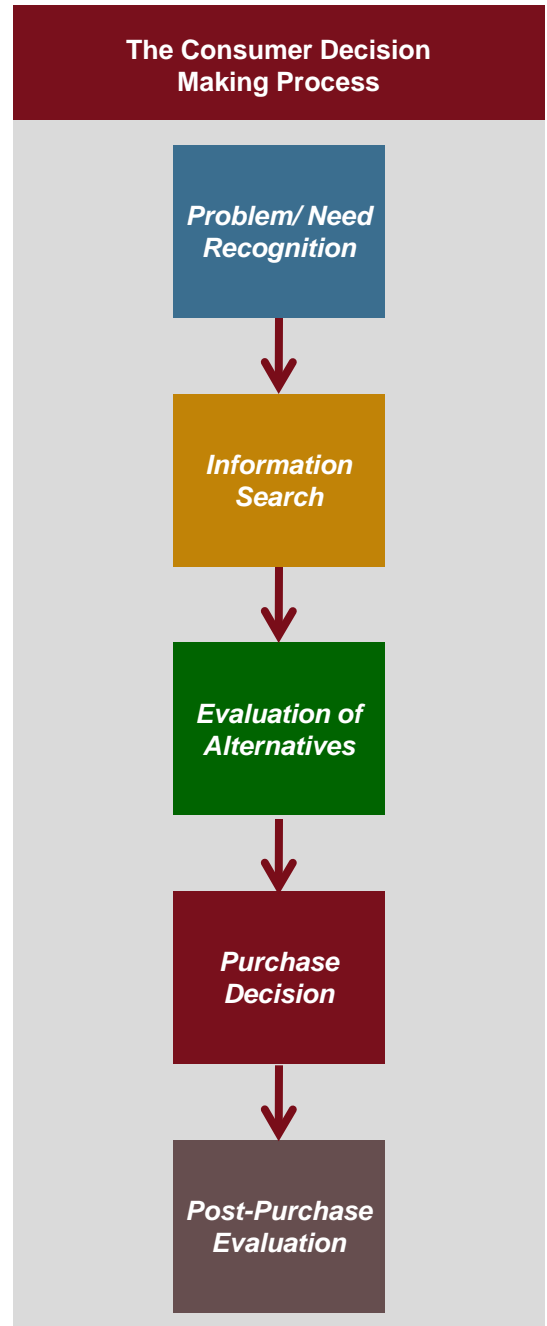 The Consumer Decision
Making Process
Problem/ Need
Recognition
Information
Search
Evaluation of
Alternatives
Purchase
Decision
Post-Purchase
Evaluation